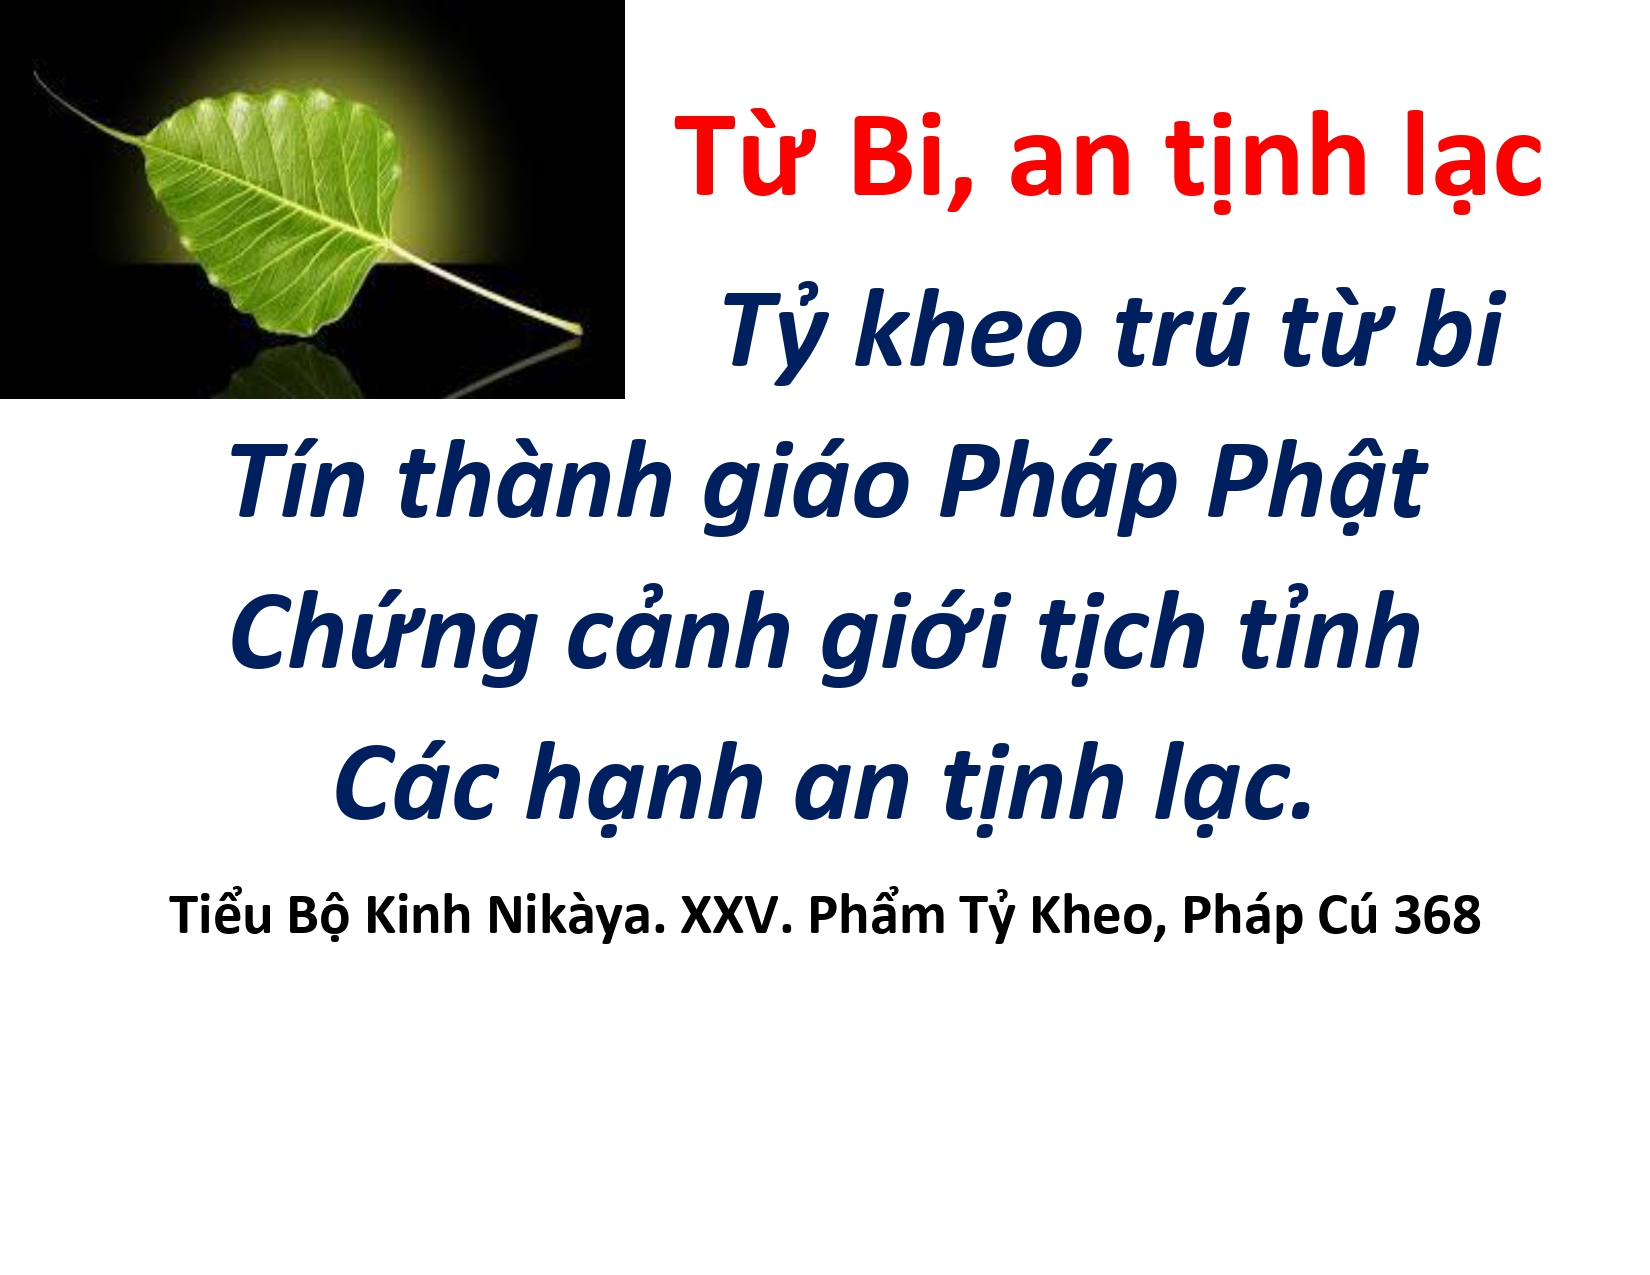 Từ Bi, an tịnh lạc
Tỷ kheo trú từ bi
Tín thành giáo Pháp Phật
Chứng cảnh giới tịch tỉnh
Các hạnh an tịnh lạc.
Tiểu Bộ Kinh Nikàya. XXV. Phẩm Tỷ Kheo, Pháp Cú 368